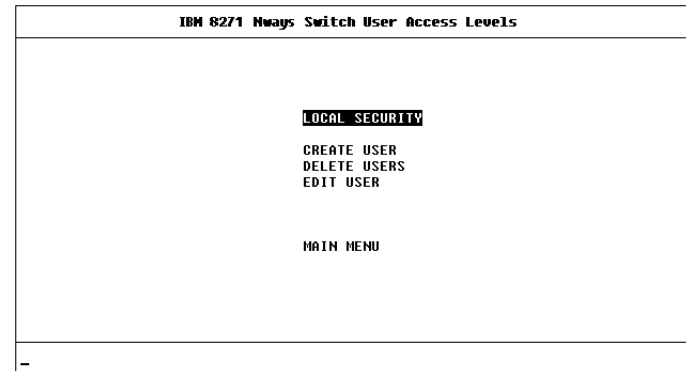 IBM 8271 Nways Switch User Access Levels
LOCAL SECURITY
CREATE USER
DELETE USERS
EDIT USER
MAIN MENU